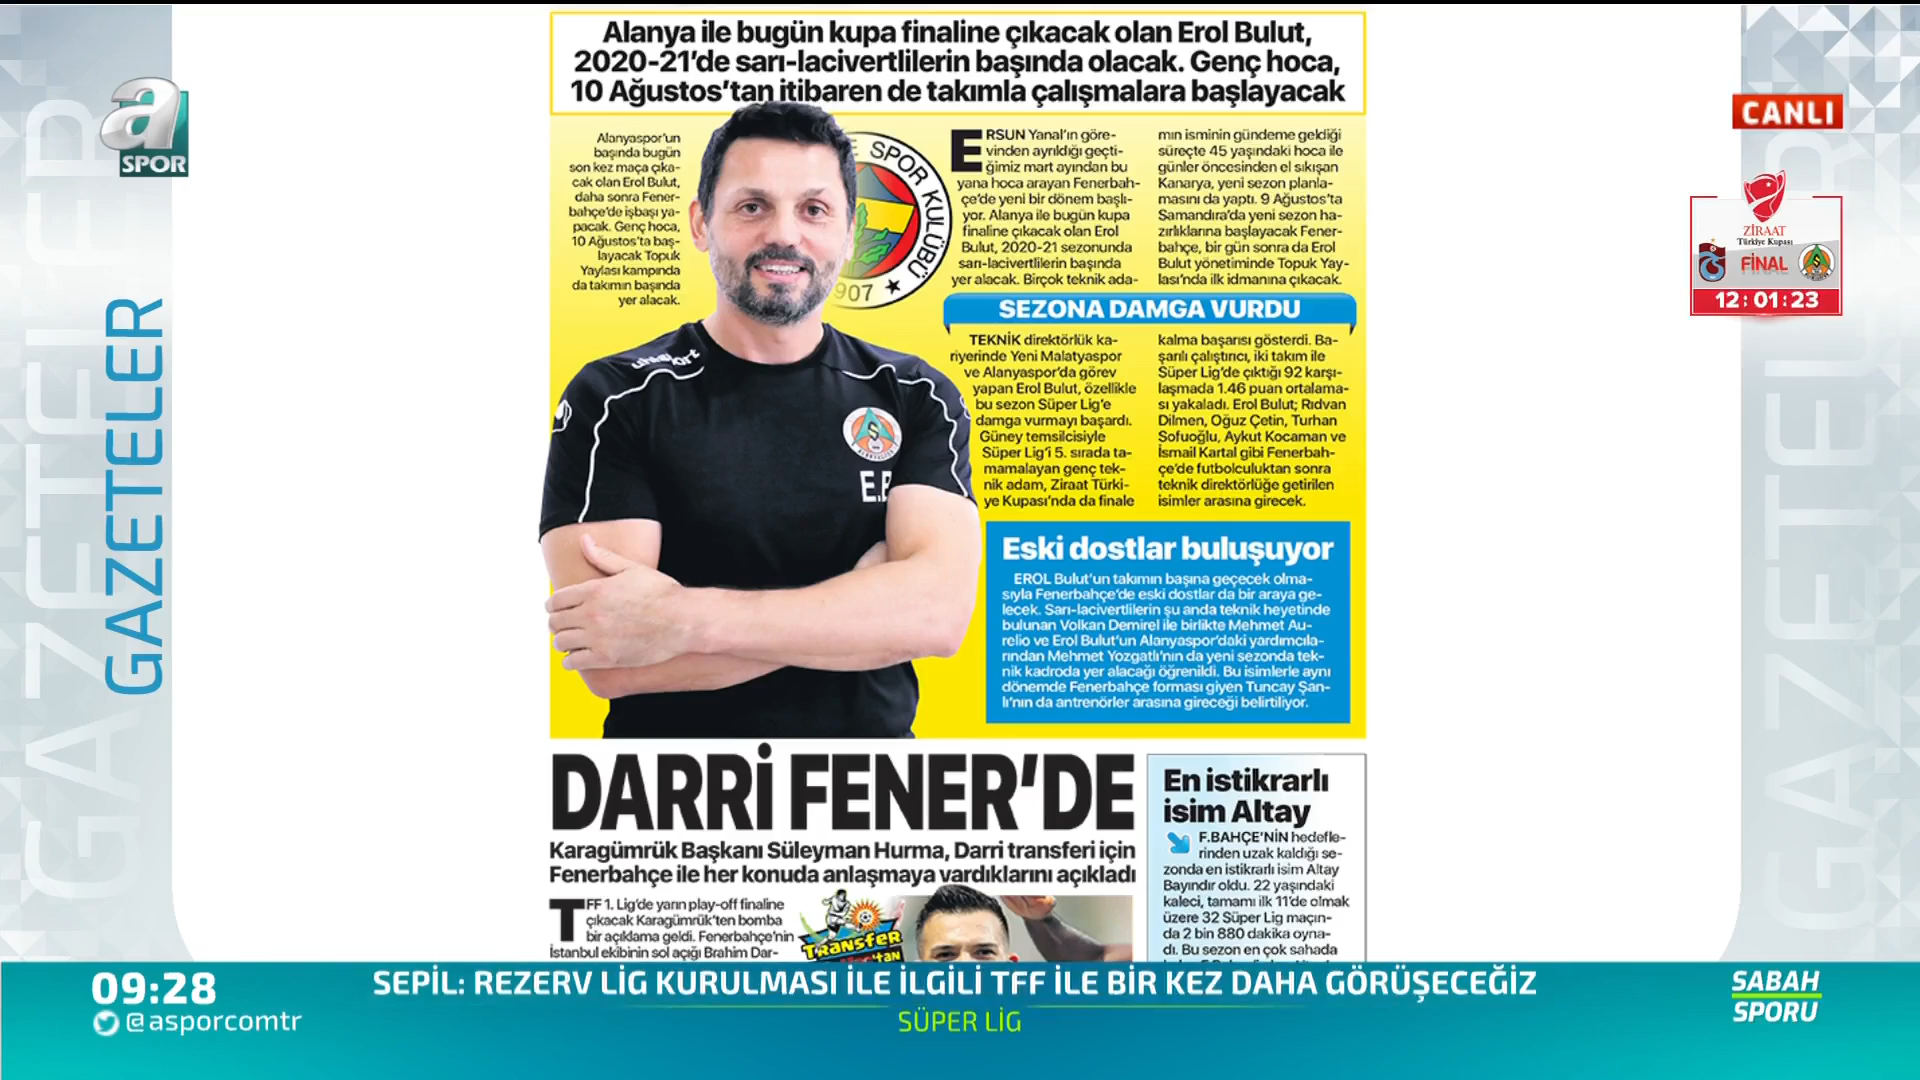 Alanya ile bugün kupa finaline çıkacak olan Erol Bulut,
2020-21’de sarı-lacivertlilerin başında olacak. Genç hoca,
10 Ağustos’tan itibaren de takımla çalışmalara başlayacak
a
SPOR
CANLI
ZİRAAT
Türkiye Kupası
FİNAL
12:01:23
GAZETELER
GAZETELER
GAZETELER
Alanyaspor’un
başında bugün
son kez maça çıka-
cak olan Erol Bulut,
daha sonra Fener-
bahçe’de işbaşı ya-
pacak. Genç hoca,
10 Ağustos’ta baş-
layacak Topuk
Yaylası kampında
da takımın başında
yer alacak.
E SPOR KULÜBÜ
1907
uhlsport
E.B
ERSUN Yanal’ın göre-
vinden ayrıldığı geçti-
ğimiz mart ayından bu
yana hoca arayan Fenerbah-
çe’de yeni bir dönem başlı-
yor. Alanya ile bugün kupa
finaline çıkacak olan Erol
Bulut, 2020-21 sezonunda
sarı-lacivertlilerin başında
yer alacak. Birçok teknik ada-
mın isminin gündeme geldiği
süreçte 45 yaşındaki hoca ile
günler öncesinden el sıkışan
Kanarya, yeni sezon planla-
masını da yaptı. 9 Ağustos’ta
Samandıra’da yeni sezon ha-
zırlıklarına başlayacak Fener-
bahçe, bir gün sonra da Erol
Bulut yönetiminde Topuk Yay-
lası’nda ilk idmanına çıkacak.
SEZONA DAMGA VURDU
TEKNİK direktörlük ka-
riyerinde Yeni Malatyaspor
ve Alanyaspor’da görev
yapan Erol Bulut, özellikle
bu sezon Süper Lig’e
damga vurmayı başardı.
Güney temsilcisiyle
Süper Lig’i 5. sırada ta-
mamalayan genç tek-
nik adam, Ziraat Türki-
ye Kupası’nda da finale
kalma başarısı gösterdi. Ba-
şarılı çalıştırıcı, iki takım ile
Süper Lig’de çıktığı 92 karşı-
laşmada 1.46 puan ortalama-
sı yakaladı. Erol Bulut; Rıdvan
Dilmen, Oğuz Çetin, Turhan
Sofuoğlu, Aykut Kocaman ve
İsmail Kartal gibi Fenerbah-
çe’de futbolculuktan sonra
teknik direktörlüğe getirilen
isimler arasına girecek.
Eski dostlar buluşuyor
EROL Bulut’un takımın başına geçecek olma-
sıyla Fenerbahçe’de eski dostlar da bir araya ge-
lecek. Sarı-lacivertlilerin şu anda teknik heyetinde
bulunan Volkan Demirel ile birlikte Mehmet Au-
relio ve Erol Bulut’un Alanyaspor’daki yardımcıla-
rından Mehmet Yozgatlı’nın da yeni sezonda tek-
nik kadroda yer alacağı öğrenildi. Bu isimlerle aynı
dönemde Fenerbahçe forması giyen Tuncay Şan-
lı’nın da antrenörler arasına gireceği belirtiliyor.
DARRİ FENER’DE
Karagümrük Başkanı Süleyman Hurma, Darri transferi için
Fenerbahçe ile her konuda anlaşmaya vardıklarını açıkladı
TFF 1. Lig’de yarın play-off finaline
çıkacak Karagümrük’ten bomba
bir açıklama geldi. Fenerbahçe’nin
İstanbul ekibinin sol açığı Brahim Dar-
TRANSFER
En istikrarlı
isim Altay
F.BAHÇE’NİN hedefle-
rinden uzak kaldığı se-
zonda en istikrarlı isim Altay
Bayındır oldu. 22 yaşındaki
kaleci, tamamı ilk 11’de olmak
üzere 32 Süper Lig maçın-
da 2 bin 880 dakika oyna-
dı. Bu sezon en çok sahada
09:28
@asporcomtr
SEPİL: REZERV LİG KURULMASI İLE İLGİLİ TFF İLE BİR KEZ DAHA GÖRÜŞECEĞİZ
SÜPER LİG
SABAH
SPORU